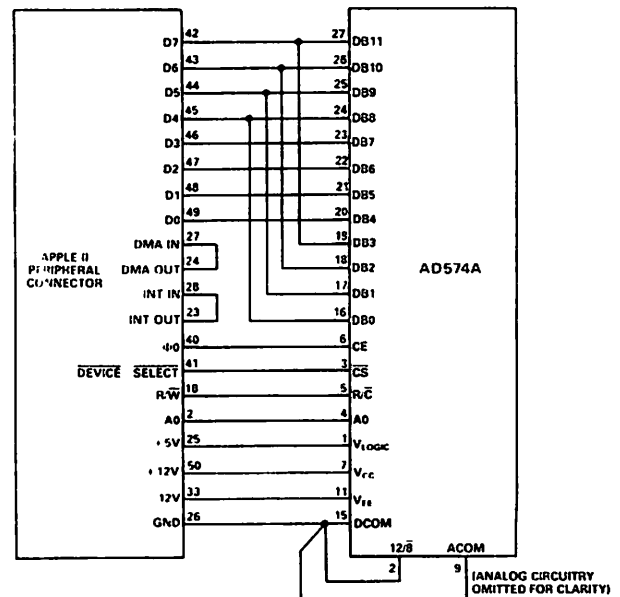 D7 42 27 DB11
D6 43 26 DB10
D5 44 25 DB9
D4 45 24 DB8
D3 46 23 DB7
D2 47 22 DB6
D1 48 21 DB5
D0 49 20 DB4
DMA IN 27 19 DB3
DMA OUT 24 18 DB2
INT IN 28 17 DB1
INT OUT 23 16 DB0
APPLE II
PERIPHERAL
CONNECTOR
AD574A
Φ0 40 6 CE
DEVICE SELECT 41 3 CS
R/W 18 5 R/C
A0 2 4 A0
+5V 25 1 VLOGIC
+12V 50 7 VCC
12V 33 11 VEE
GND 26 15 DCOM
12/8 ACOM
2 9
(ANALOG CIRCUITRY
OMITTED FOR CLARITY)